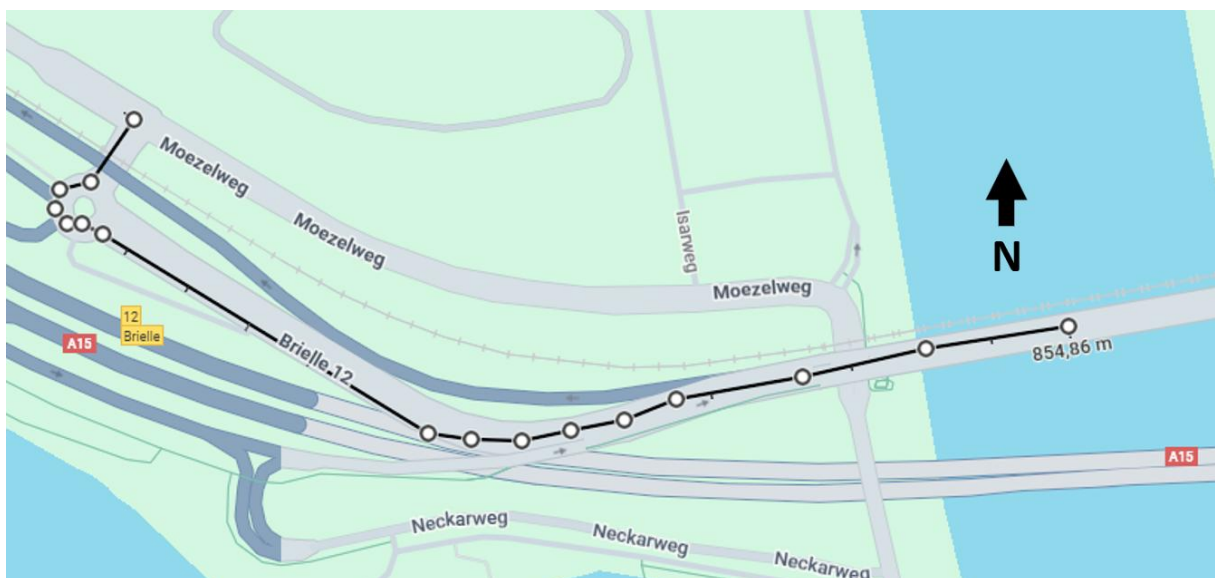 Moezelweg
Moezelweg
Isarweg
N
Moezelweg
12
Brielle
A15
Brielle 12
854,86 m
A15
Neckarweg
Neckarweg
Neckarweg